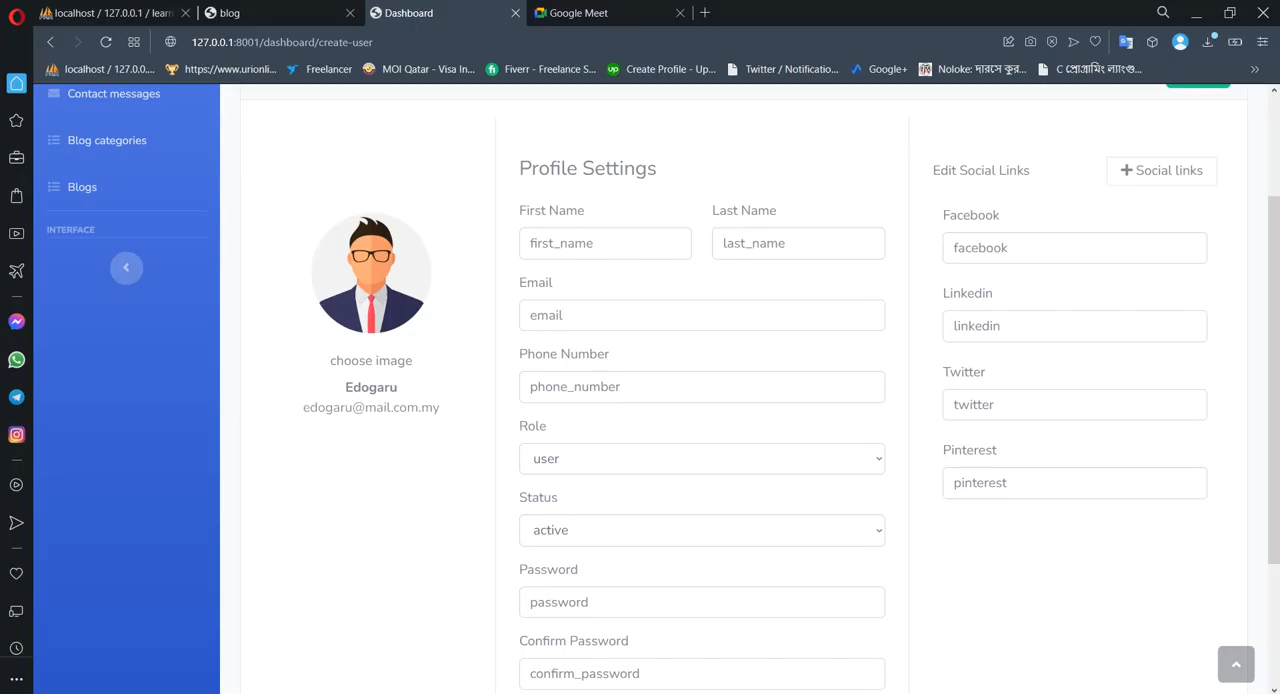 localhost / 127.0.0.1 / learn
blog
Dashboard
Google Meet
127.0.0.1:8001/dashboard/create-user
localhost / 127.0.0....
https://www.urionli...
Freelancer
MOI Qatar - Visa In...
Fiverr - Freelance S...
Create Profile - Up...
Twitter / Notificatio...
Google+
Noloke: দারসে কুর...
C প্রোগ্রামিং ল্যাংগু...
Contact messages
Blog categories
Blogs
INTERFACE
choose image
Edogaru
edogaru@mail.com.my
Profile Settings
First Name
Last Name
first_name
last_name
Email
email
Phone Number
phone_number
Role
user
Status
active
Password
password
Confirm Password
confirm_password
Edit Social Links
+ Social links
Facebook
facebook
Linkedin
linkedin
Twitter
twitter
Pinterest
pinterest